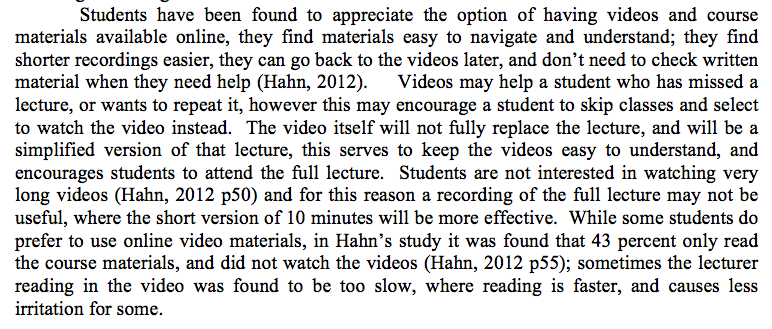 Students have been found to appreciate the option of having videos and course
materials available online, they find materials easy to navigate and understand; they find
shorter recordings easier, they can go back to the videos later, and don't need to check written
material when they need help (Hahn, 2012). Videos may help a student who has missed a
lecture, or wants to repeat it, however this may encourage a student to skip classes and select
to watch the video instead. The video itself will not fully replace the lecture, and will be a
simplified version of that lecture, this serves to keep the videos easy to understand, and
encourages students to attend the full lecture. Students are not interested in watching very
long videos (Hahn, 2012 p50) and for this reason a recording of the full lecture may not be
useful, where the short version of 10 minutes will be more effective. While some students do
prefer to use online video materials, in Hahn's study it was found that 43 percent only read
the course materials, and did not watch the videos (Hahn, 2012 p55); sometimes the lecturer
reading in the video was found to be too slow, where reading is faster, and causes less
irritation for some.